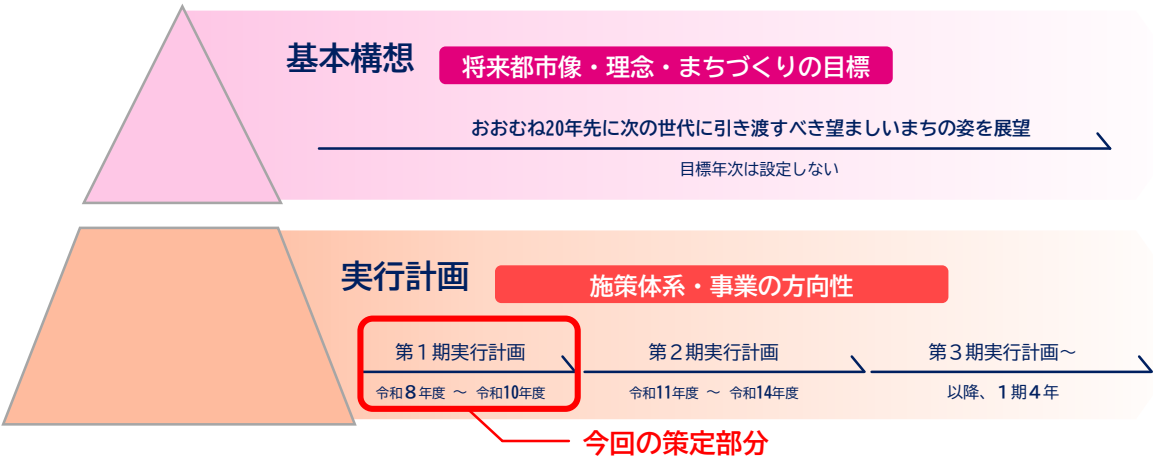 基本構想
将来都市像・理念・まちづくりの目標
おおむね20年先に次の世代に引き渡すべき望ましいまちの姿を展望
目標年次は設定しない
実行計画
施策体系・事業の方向性
第１期実行計画
令和８年度 ～ 令和10年度
第２期実行計画
令和11年度 ～ 令和14年度
第３期実行計画～
以降、１期４年
今回の策定部分